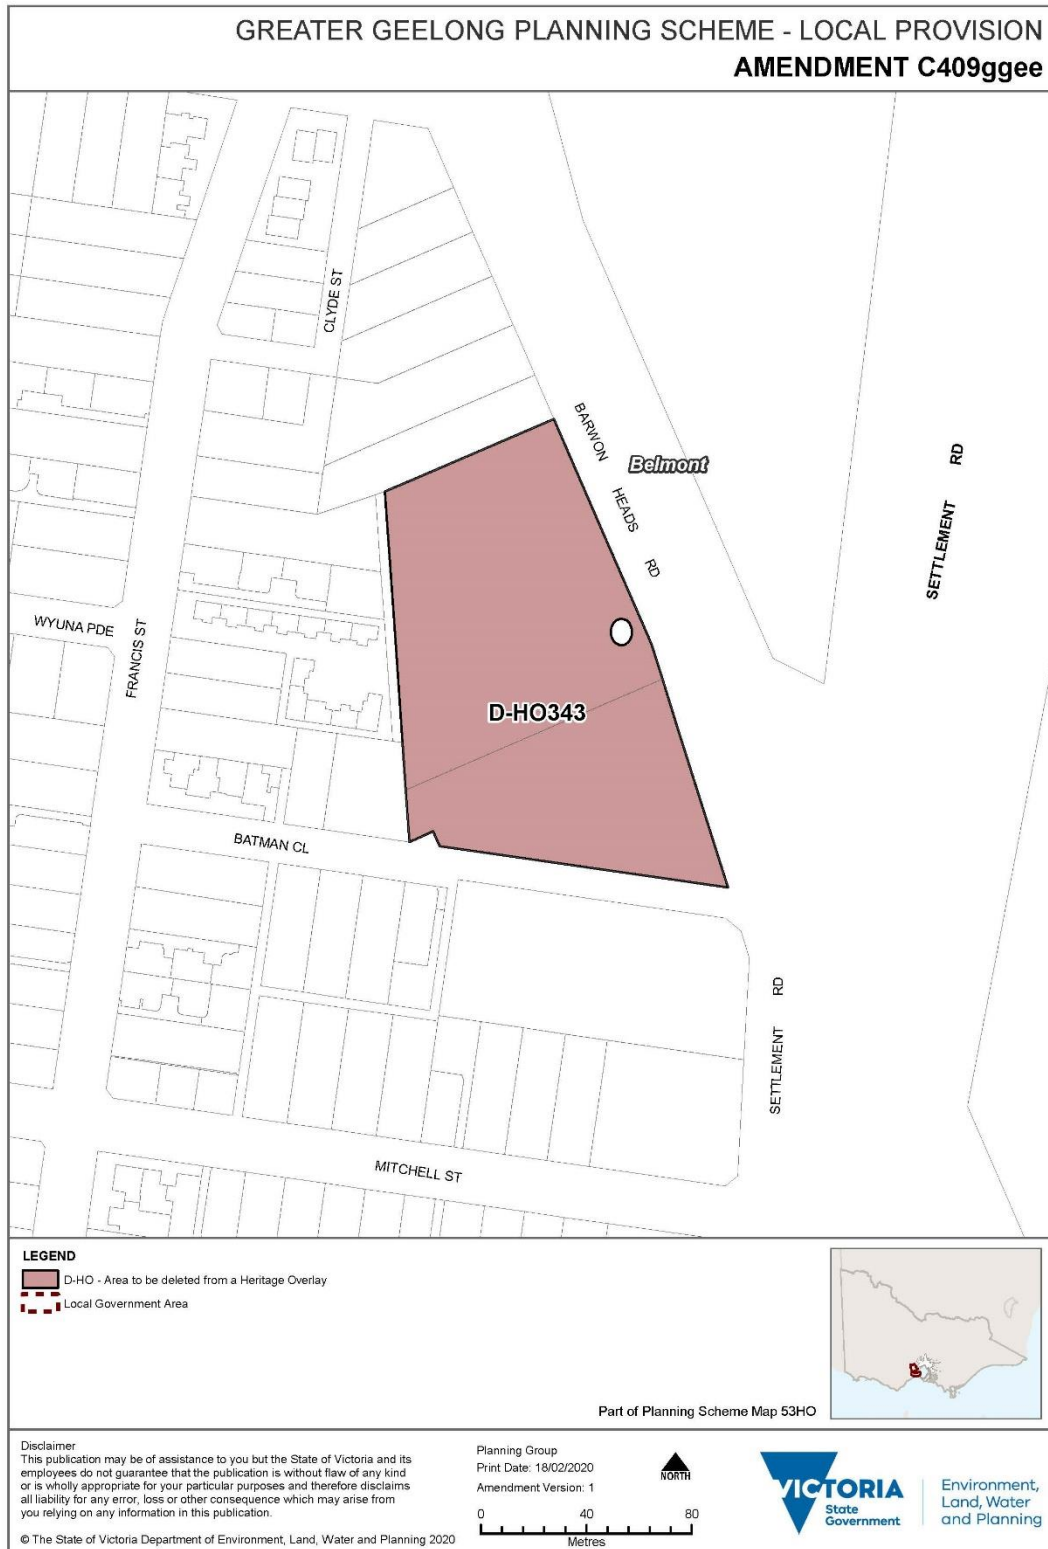 GREATER GEELONG PLANNING SCHEME - LOCAL PROVISION
AMENDMENT C409ggee
CLYDE ST
BARWON HEADS RD
Belmont
SETTLEMENT RD
WYUNA PDE
FRANCIS ST
D-HO343
BATMAN CL
SETTLEMENT RD
MITCHELL ST
LEGEND
D-HO - Area to be deleted from a Heritage Overlay
Local Government Area
Part of Planning Scheme Map 53HO
Disclaimer
This publication may be of assistance to you but the State of Victoria and its
employees do not guarantee that the publication is without flaw of any kind
or is wholly appropriate for your particular purposes and therefore disclaims
all liability for any error, loss or other consequence which may arise from
you relying on any information in this publication.
© The State of Victoria Department of Environment, Land, Water and Planning 2020
Planning Group
Print Date: 18/02/2020
Amendment Version: 1
NORTH
0 40 80
Metres
VICTORIA
State
Government
Environment,
Land, Water
and Planning